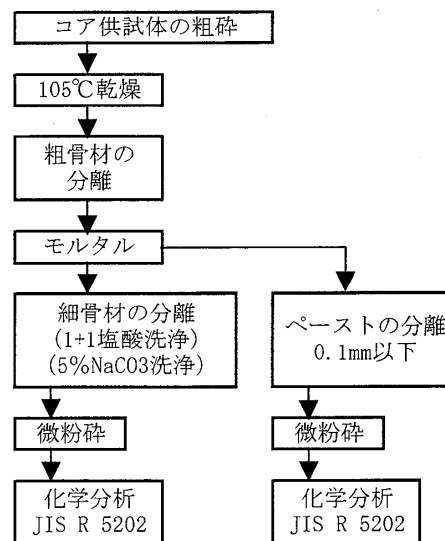 コア供試体の粗砕
105℃乾燥
粗骨材の
分離
モルタル
細骨材の分離
(1+1塩酸洗浄)
(5%NaCO3洗浄)
微粉砕
化学分析
JIS R 5202
ペーストの分離
0.1mm以下
微粉砕
化学分析
JIS R 5202